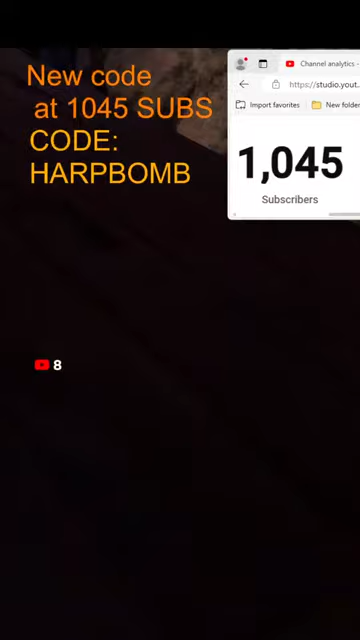 New code
at 1045 SUBS
CODE:
HARPBOMB
Channel analytics -
https://studio.yout
Import favorites
New folder
1,045
Subscribers
8